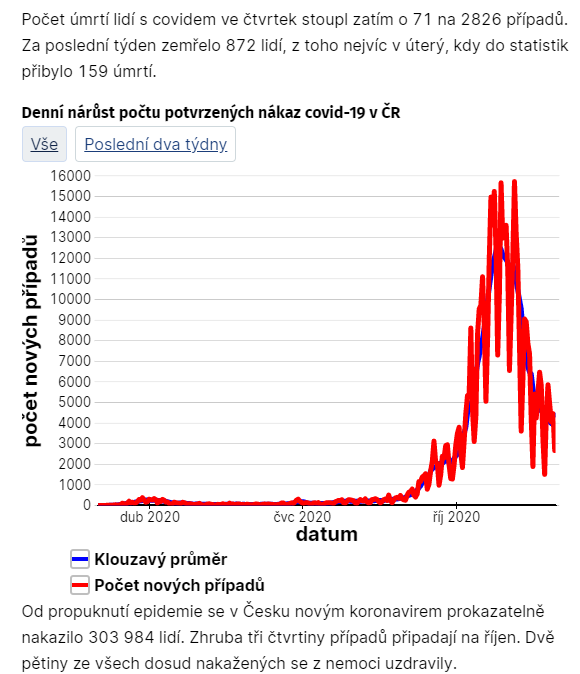 Počet úmrtí lidí s covidem ve čtvrtek stoupl zatím o 71 na 2826 případů.
Za poslední týden zemřelo 872 lidí, z toho nejvíc v úterý, kdy do statistik
přibylo 159 úmrtí.
Denní nárůst počtu potvrzených nákaz covid-19 v ČR
Vše Poslední dva týdny
16000
15000
14000
13000
12000
11000
10000
9000
8000
7000
6000
5000
4000
3000
2000
1000
0
počet nových případů
dub 2020 čvc 2020 říj 2020
datum
Klouzavý průměr
Počet nových případů
Od propuknutí epidemie se v Česku novým koronavirem prokazatelně
nakazilo 303 984 lidí. Zhruba tři čtvrtiny případů připadají na říjen. Dvě
pětiny ze všech dosud nakažených se z nemoci uzdravily.